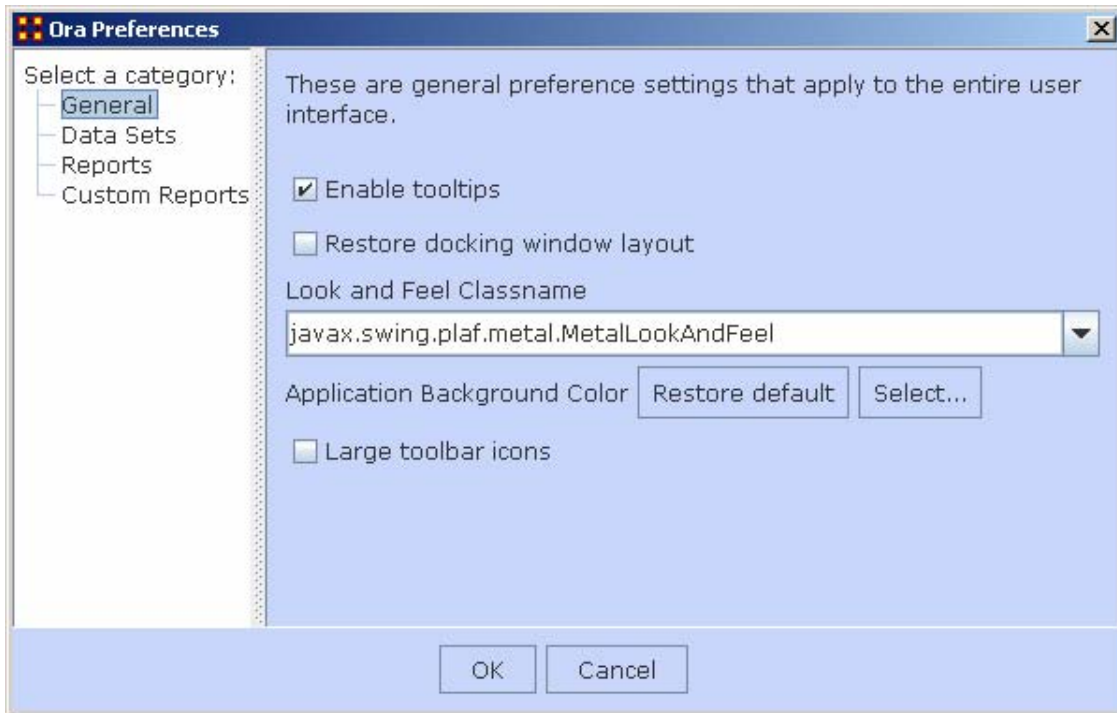 Ora Preferences
Select a category:
General
Data Sets
Reports
Custom Reports
These are general preference settings that apply to the entire user
interface.
Enable tooltips
Restore docking window layout
Look and Feel Classname
javax.swing.plaf.metal.MetalLookAndFeel
Application Background Color Restore default Select...
Large toolbar icons
OK Cancel